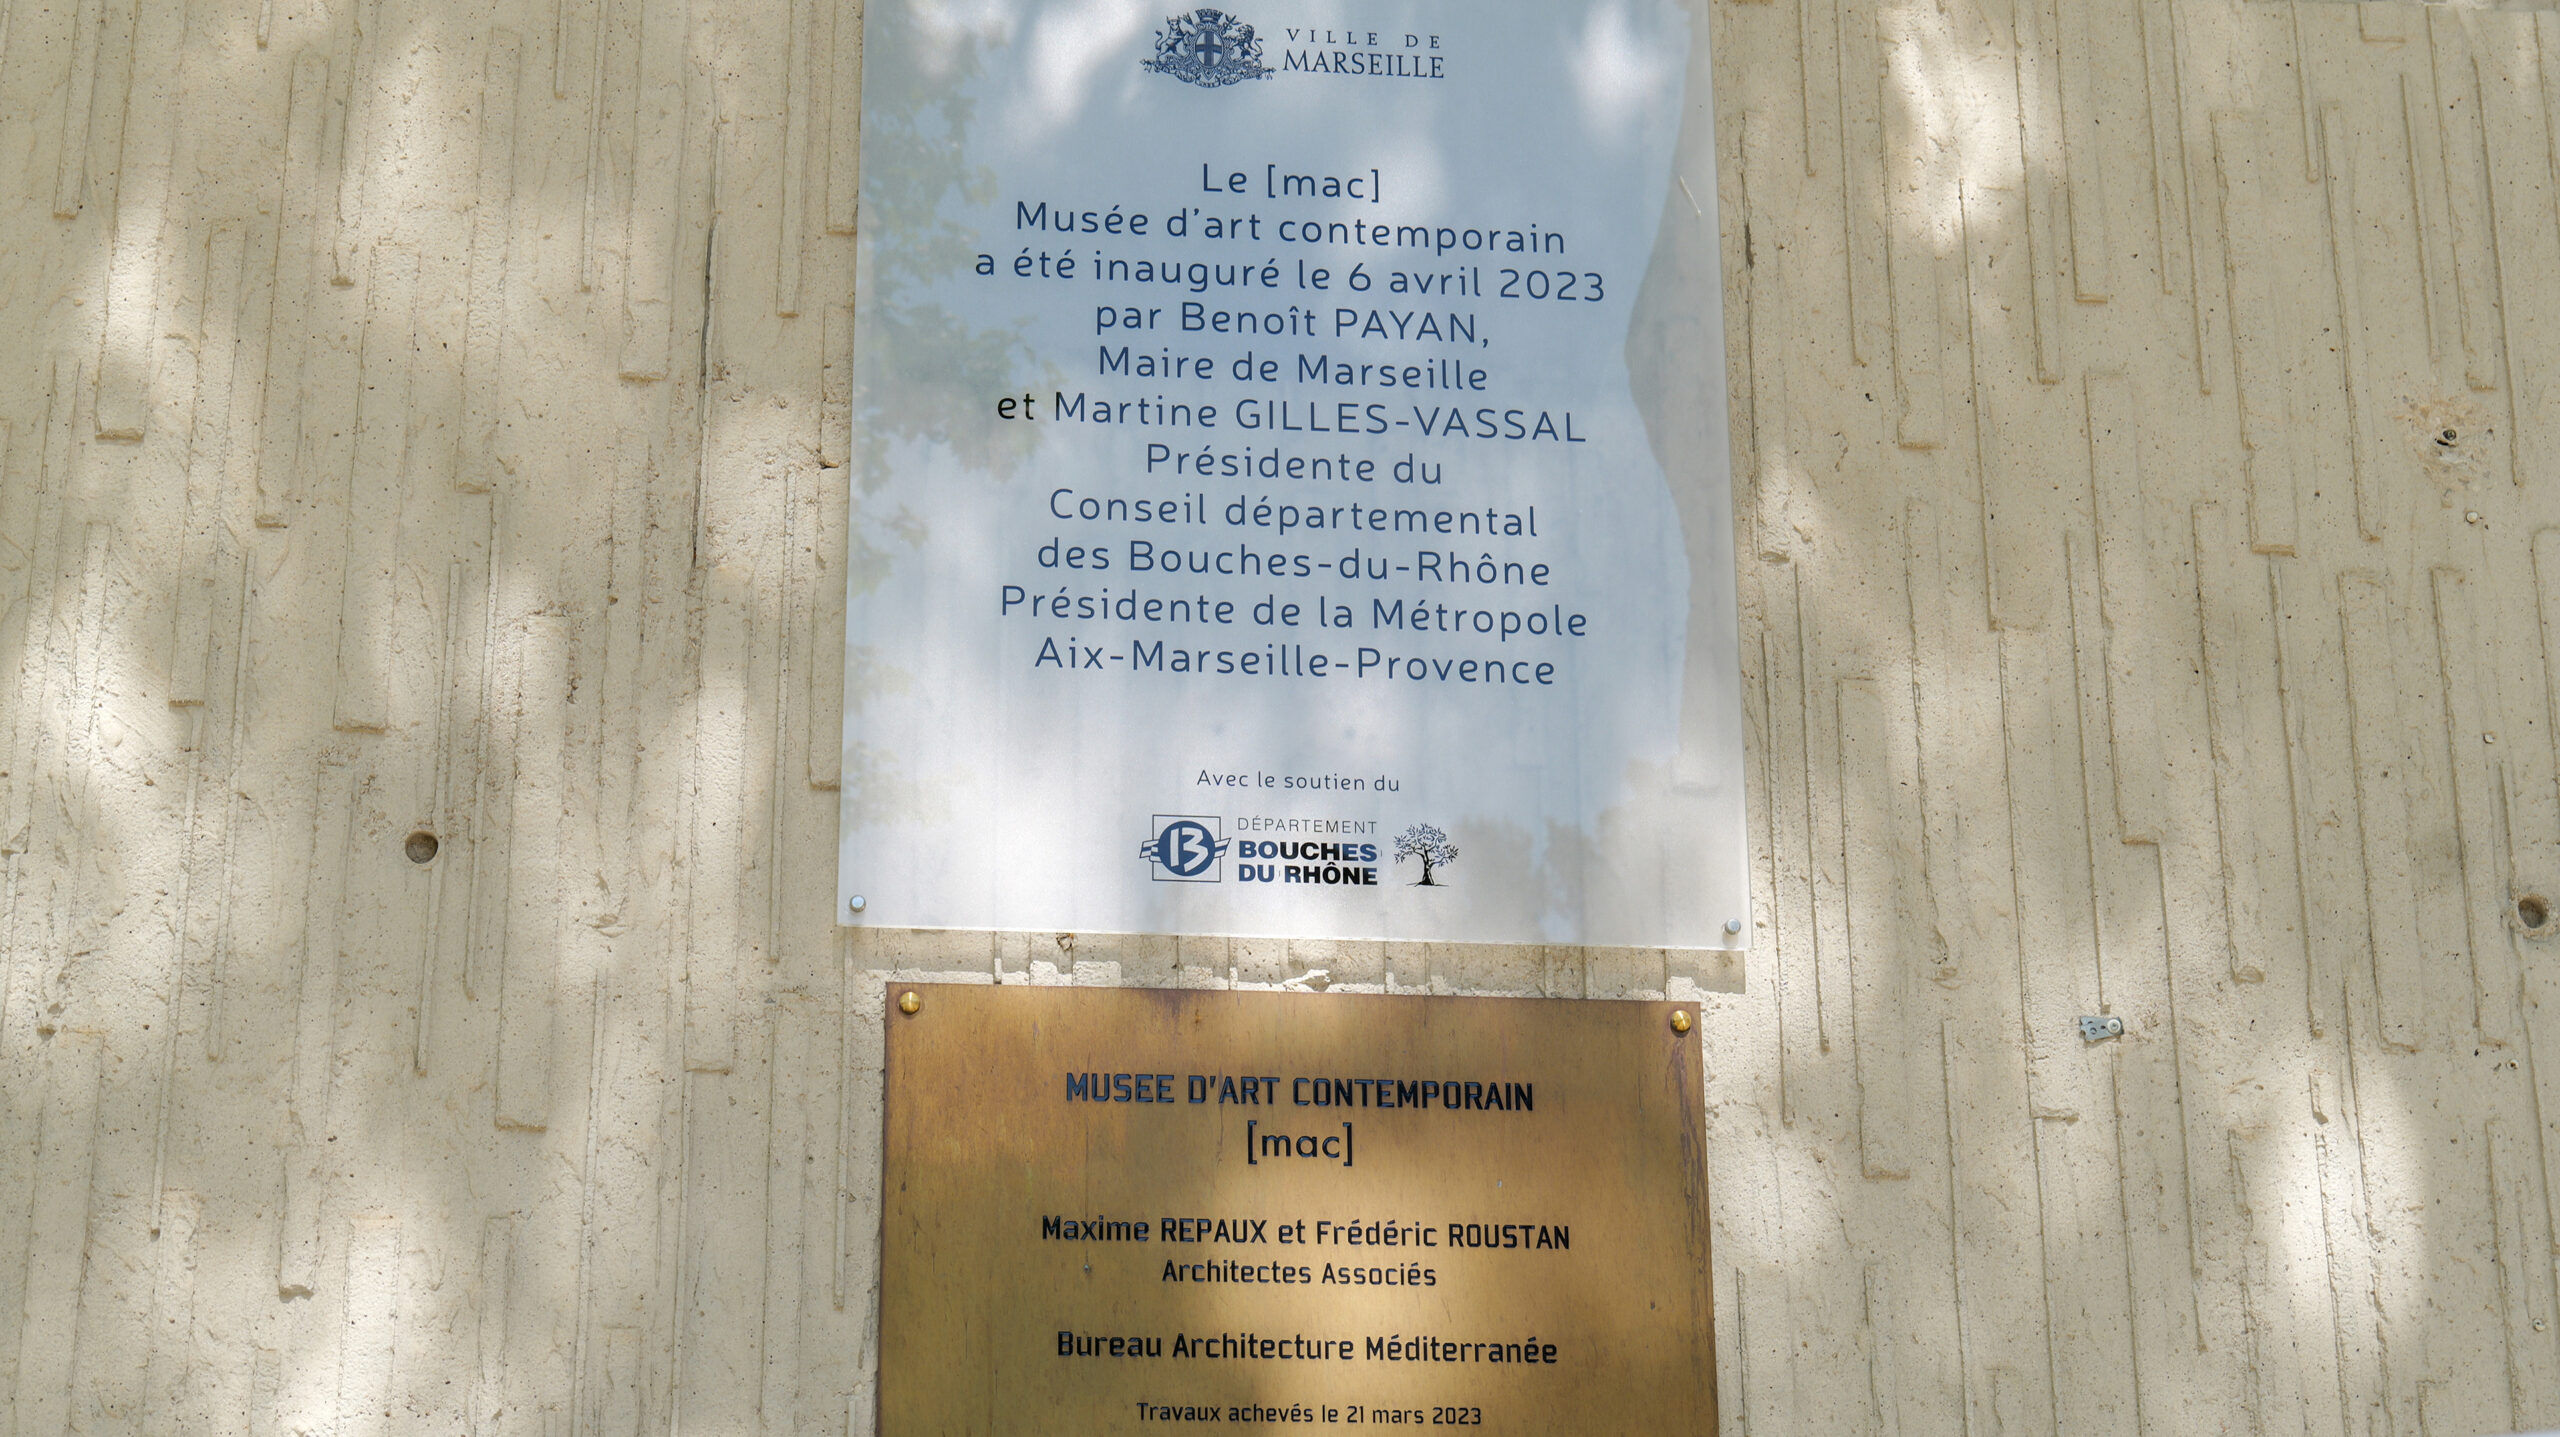 VILLE DE
MARSEILLE
Le [mac]
Musée d'art contemporain
a été inauguré le 6 avril 2023
par Benoît PAYAN,
Maire de Marseille
et Martine GILLES-VASSAL
Présidente du
Conseil départemental
des Bouches-du-Rhône
Présidente de la Métropole
Aix-Marseille-Provence
Avec le soutien du
13
DÉPARTEMENT
BOUCHES
DU RHÔNE
MUSEE D'ART CONTEMPORAIN
[mac]
Maxime REPAUX et Frédéric ROUSTAN
Architectes Associés
Bureau Architecture Méditerranée
Travaux achevés le 21 mars 2023